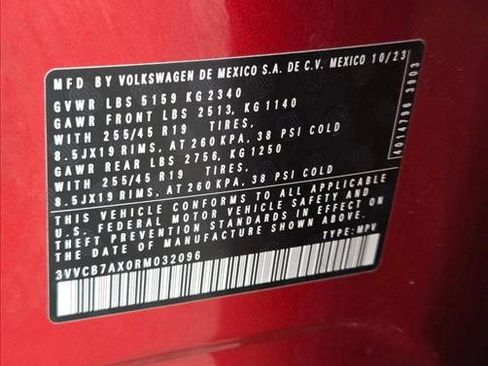 MFD BY VOLKSWAGEN DE MEXICO S.A. DE C.V. MEXICO 10/23
GVWR LBS 5159 KG 2340
GAWR FRONT LBS 2513, KG 1140
WITH 255/45 R19 TIRES,
8.5JX19 RIMS, AT 260 KPA, 38 PSI COLD
GAWR REAR LBS 2756, KG 1250
WITH 255/45 R19 TIRES,
8.5JX19 RIMS, AT 260 KPA, 38 PSI COLD
THIS VEHICLE CONFORMS TO ALL APPLICABLE
U.S. FEDERAL MOTOR VEHICLE SAFETY AND
THEFT PREVENTION STANDARDS IN EFFECT ON
THE DATE OF MANUFACTURE SHOWN ABOVE.
3VVCB7AX0RM032096 TYPE: MPV
4014796 3903